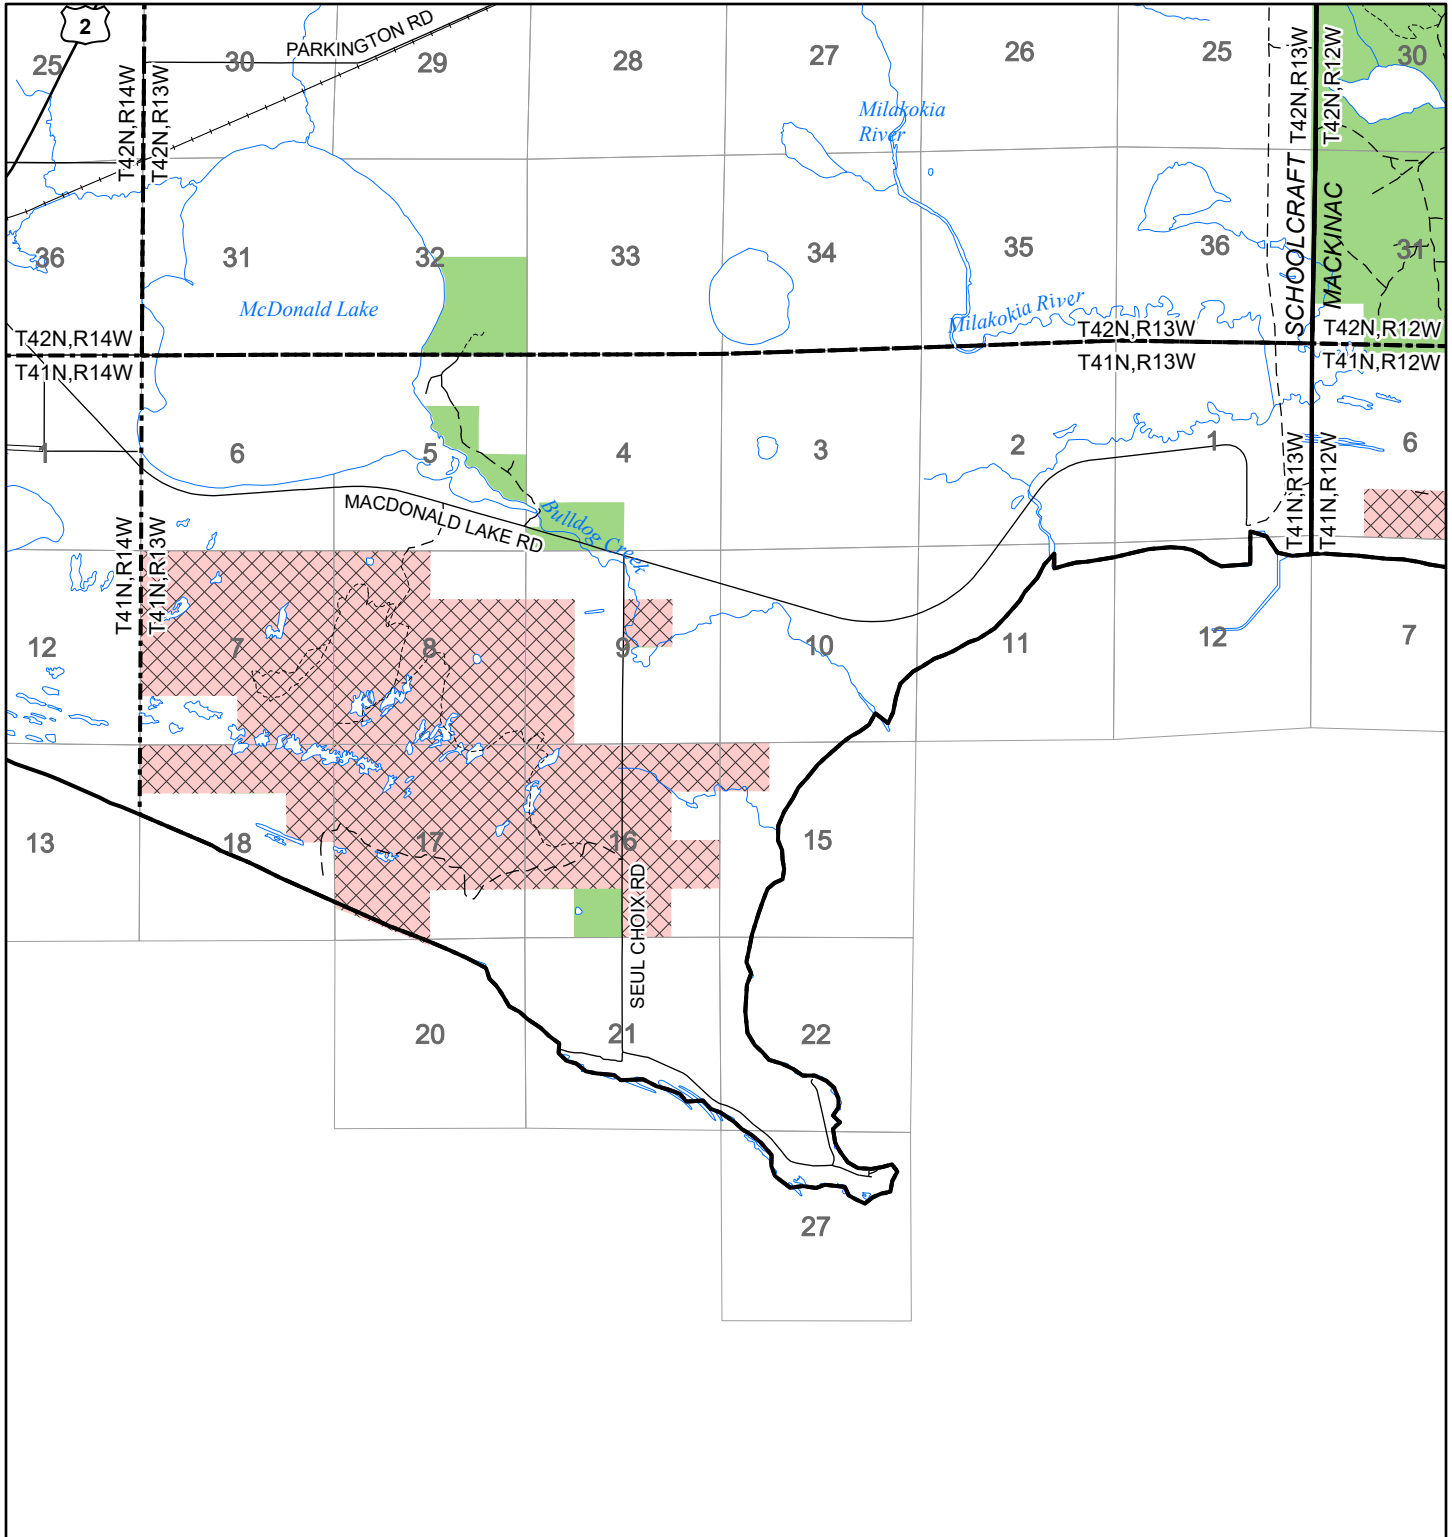 2
PARKINGTON RD
25
30
29
28
27
26
25
30
T42N,R14W
T42N,R13W
T42N,R13W
T42N,R12W
Milakokia
River
SCHOOLCRAFT
MACKINAC
36
31
32
33
34
35
36
31
McDonald Lake
Milakokia River
T42N,R14W
T42N,R13W
T42N,R12W
T41N,R14W
T41N,R13W
T41N,R12W
1
6
5
4
3
2
1
6
MACDONALD LAKE RD
Bulldog Creek
T41N,R14W
T41N,R13W
T41N,R13W
T41N,R12W
12
7
8
9
10
11
12
7
13
18
17
16
15
SEUL CHOIX RD
20
21
22
27